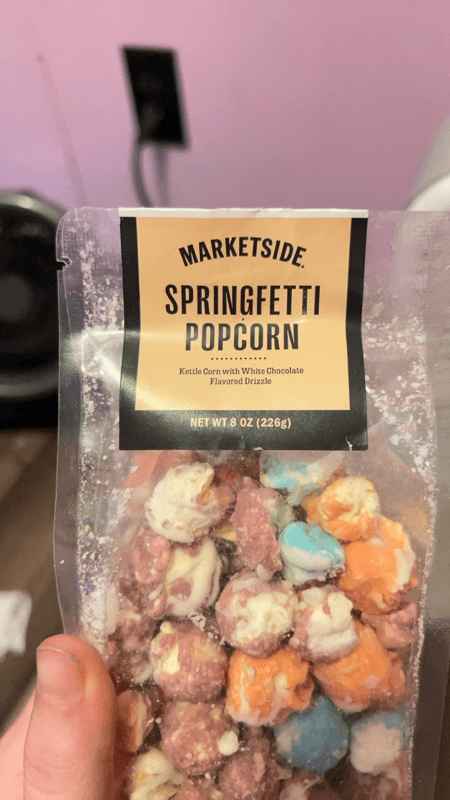 MARKETSIDE.
SPRINGFETTI
POPCORN
Kettle Corn with White Chocolate
Flavored Drizzle
NET WT 8 OZ (226g)